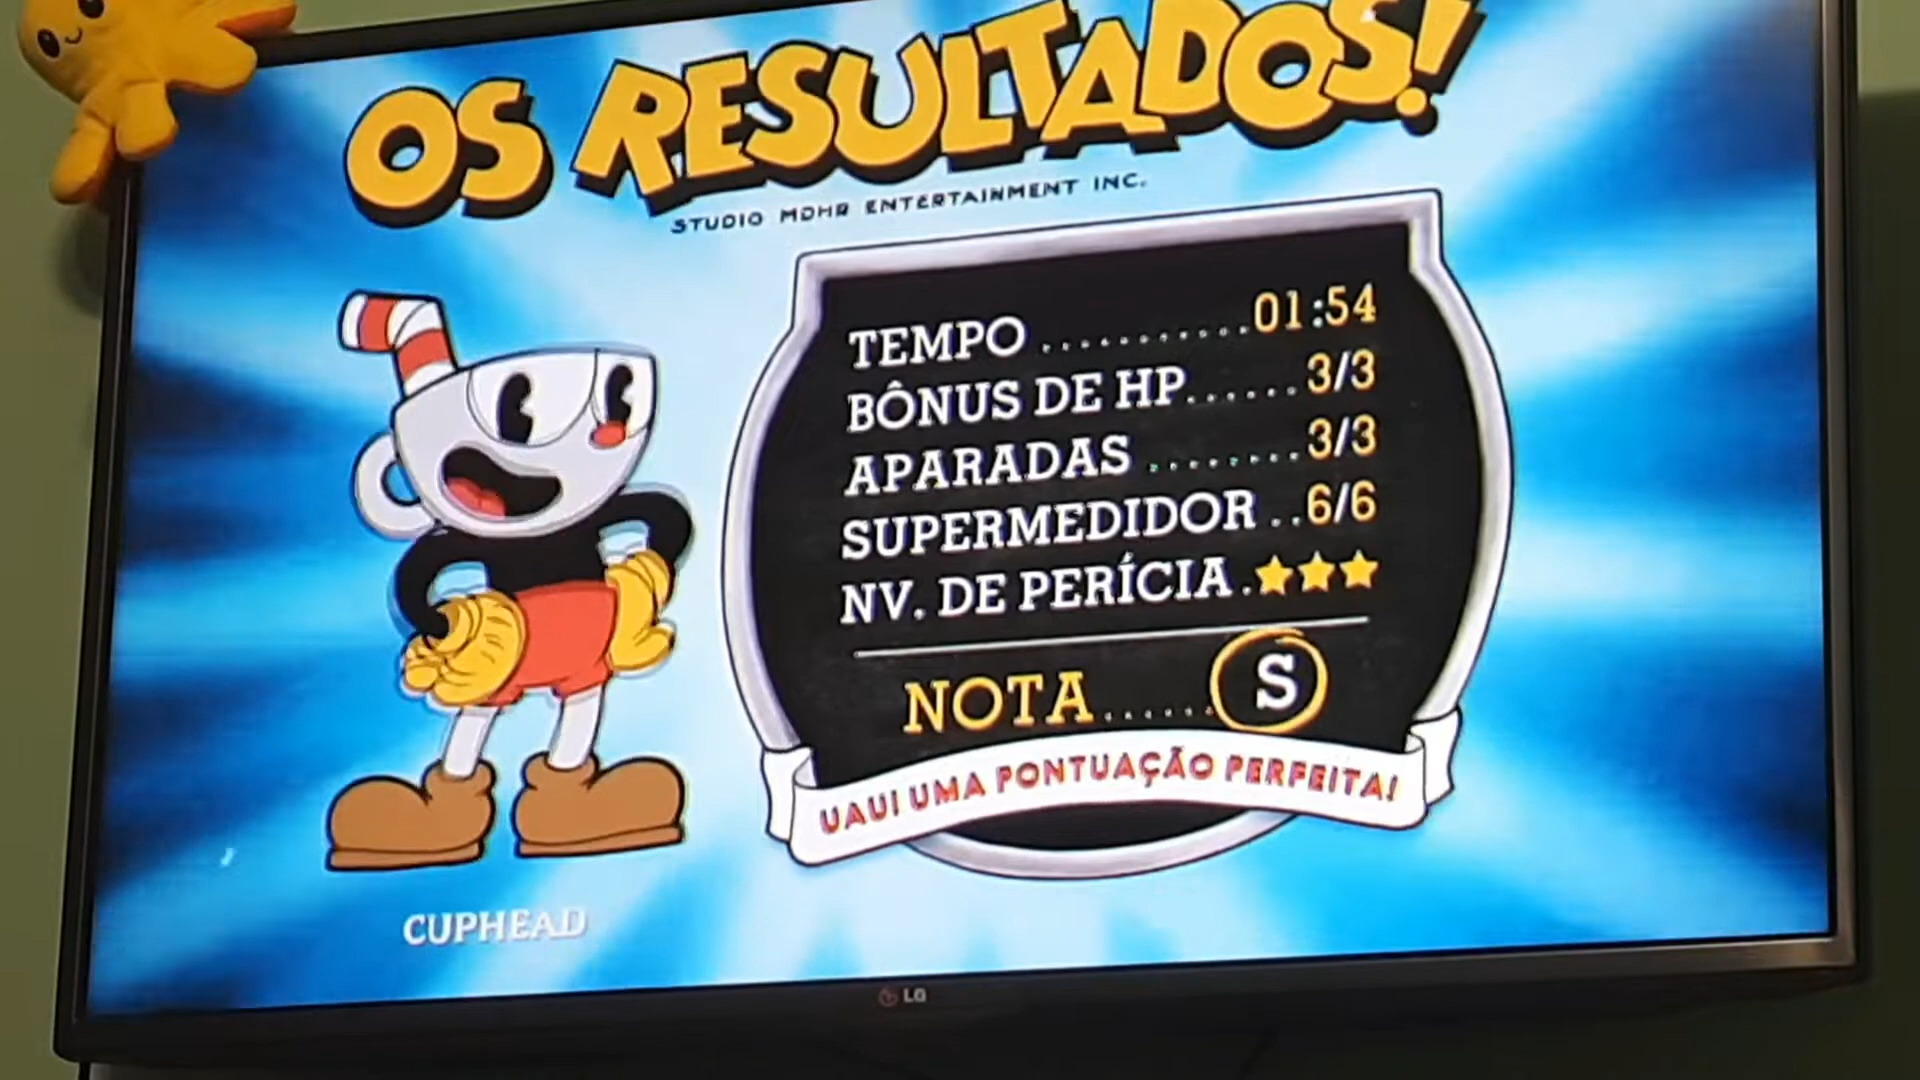 OS RESULTADOS!
STUDIO MDHR ENTERTAINMENT INC.
TEMPO ............01:54
BÔNUS DE HP......3/3
APARADAS ........3/3
SUPERMEDIDOR ..6/6
NV. DE PERÍCIA .★★★
NOTA ......S
UAU! UMA PONTUAÇÃO PERFEITA!
CUPHEAD
LG